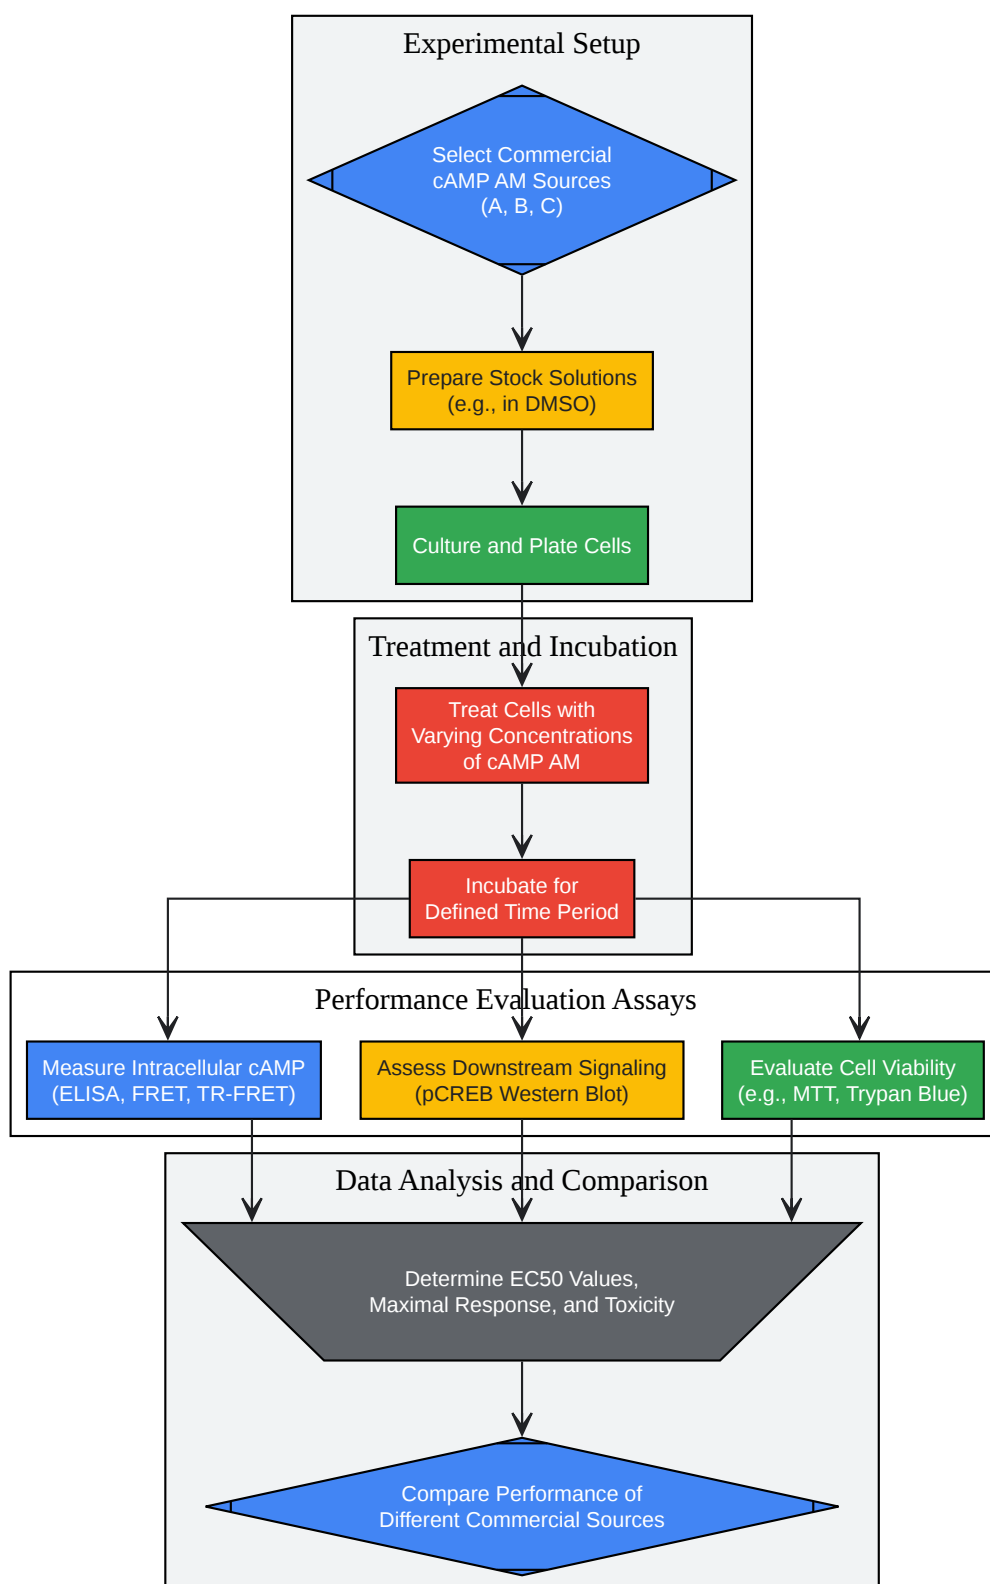 Experimental Setup
Select Commercial
cAMP AM Sources
(A, B, C)
Prepare Stock Solutions
(e.g., in DMSO)
Culture and Plate Cells
Treatment and Incubation
Treat Cells with
Varying Concentrations
of cAMP AM
Incubate for
Defined Time Period
Performance Evaluation Assays
Measure Intracellular cAMP
(ELISA, FRET, TR-FRET)
Assess Downstream Signaling
(pCREB Western Blot)
Evaluate Cell Viability
(e.g., MTT, Trypan Blue)
Data Analysis and Comparison
Determine EC50 Values,
Maximal Response, and Toxicity
Compare Performance of
Different Commercial Sources